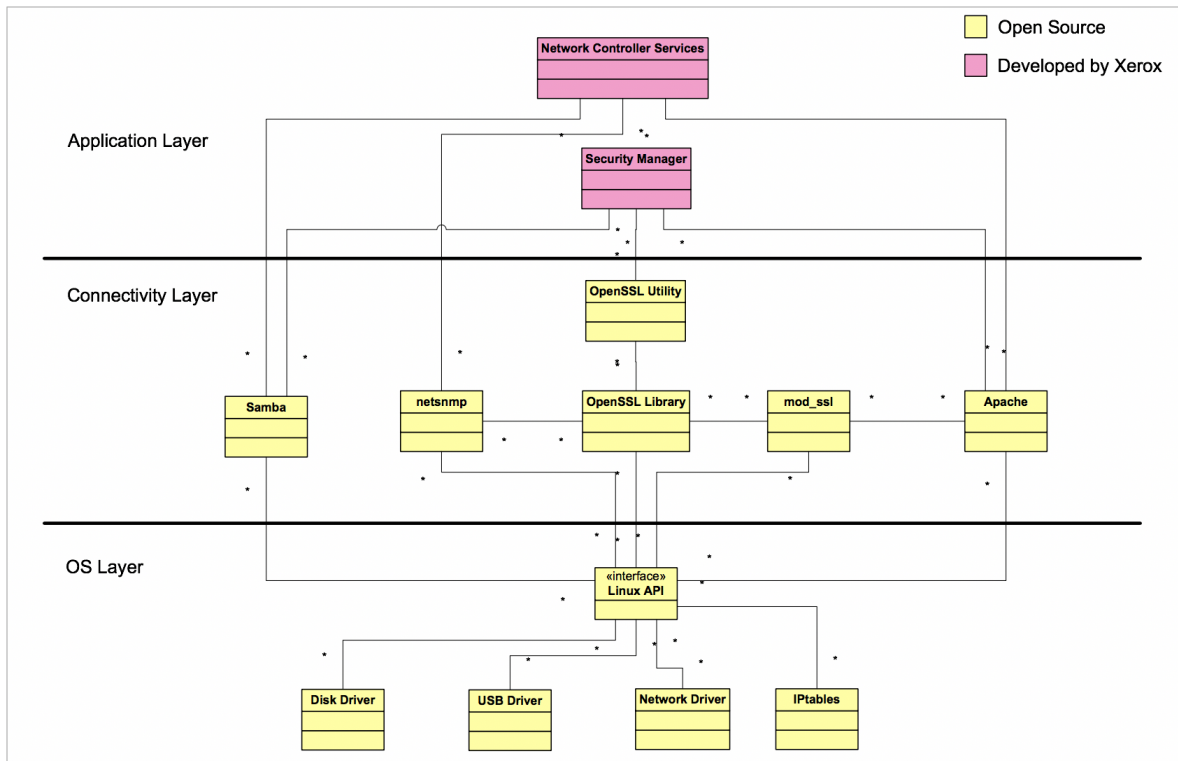 Open Source
Network Controller Services
Developed by Xerox
Application Layer
* * *
Security Manager
* * * *
Connectivity Layer
OpenSSL Utility
* * * * *
* *
Samba
netsnmp
OpenSSL Library
* *
mod_ssl
* *
Apache
* *
* * * * *
* * *
OS Layer
* *
«interface»
Linux API
*
* * * * * * *
Disk Driver
USB Driver
Network Driver
IPtables